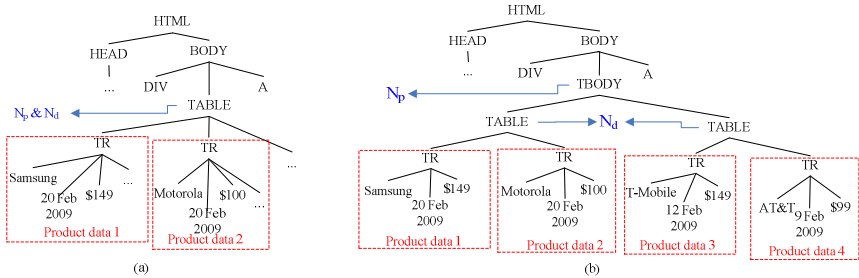 HTML
HEAD
BODY
...
DIV
A
TABLE
Np & Nd
TR
TR
...
Samsung
20 Feb
2009
$149
...
Product data 1
Motorola
20 Feb
2009
$100
...
Product data 2
(a)
HTML
HEAD
BODY
...
DIV
A
TBODY
Np
TABLE
Nd
TABLE
TR
TR
TR
TR
Samsung
20 Feb
2009
$149
Product data 1
Motorola
20 Feb
2009
$100
Product data 2
T-Mobile
12 Feb
2009
$149
Product data 3
AT&T
9 Feb
2009
$99
Product data 4
(b)